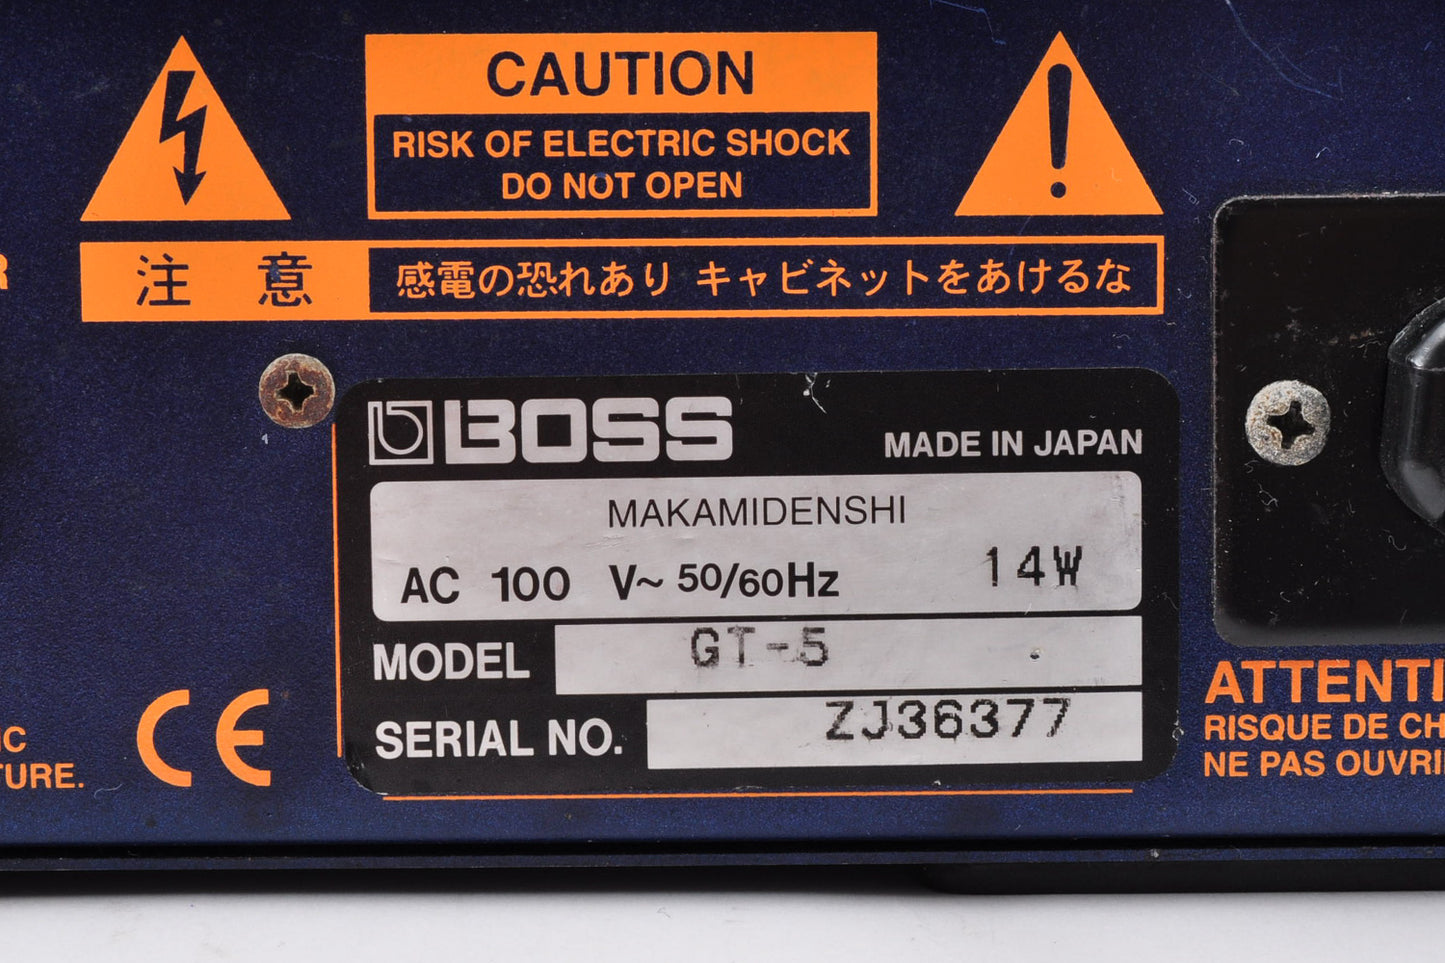 CAUTION
RISK OF ELECTRIC SHOCK
DO NOT OPEN
注意
感電の恐れあり キャビネットをあけるな
R
BOSS
MADE IN JAPAN
MAKAMIDENSHI
AC 100 V~ 50/60Hz 14W
MODEL GT-5
SERIAL NO. ZJ36377
IC
TURE.
CE
ATTENTI
RISQUE DE CH
NE PAS OUVRI